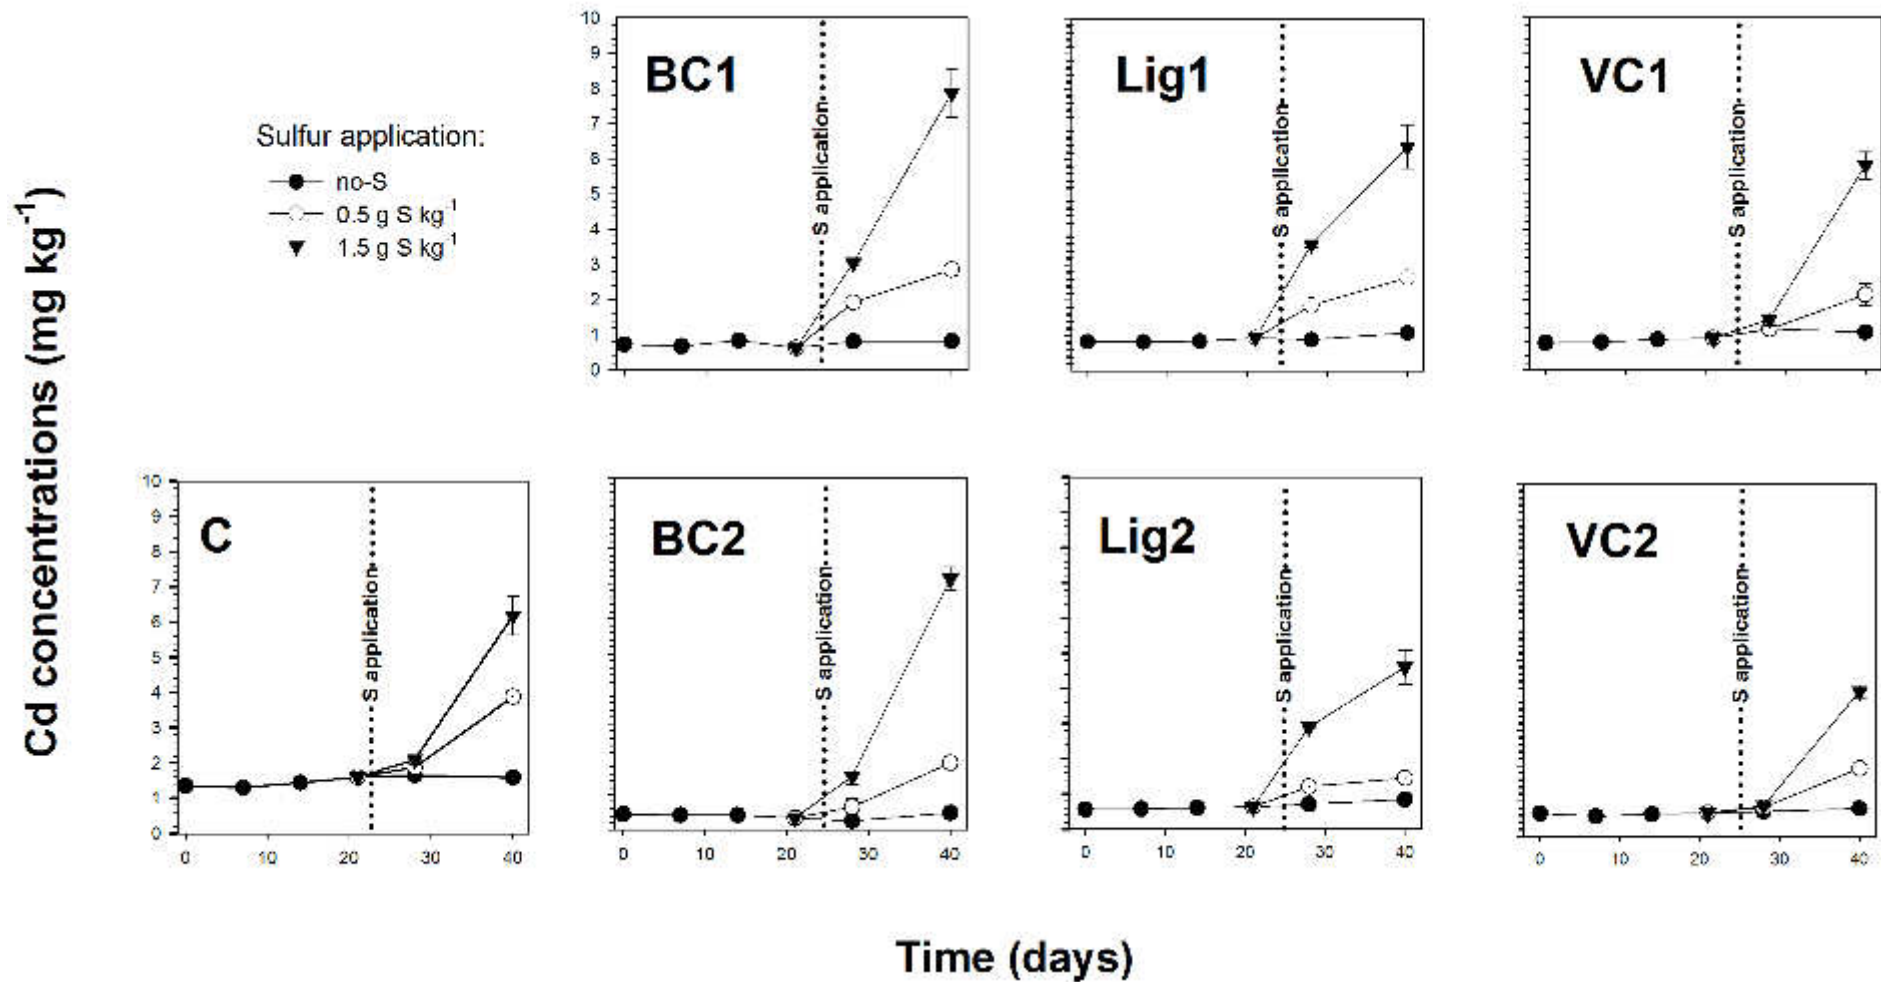 Cd concentrations (mg kg-1)
Sulfur application:
no-S
0.5 g S kg-1
1.5 g S kg-1
BC1
S application
10
9
8
7
6
5
4
3
2
1
0
Lig1
S application
VC1
S application
C
S application
10
9
8
7
6
5
4
3
2
1
0
0 10 20 30 40
BC2
S application
0 10 20 30 40
Lig2
S application
0 10 20 30 40
VC2
S application
0 10 20 30 40
Time (days)